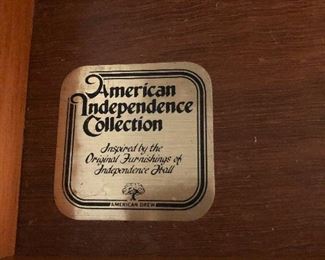 American
Independence
Collection
Inspired by the
Original Furnishings of
Independence Hall
AMERICAN DREW